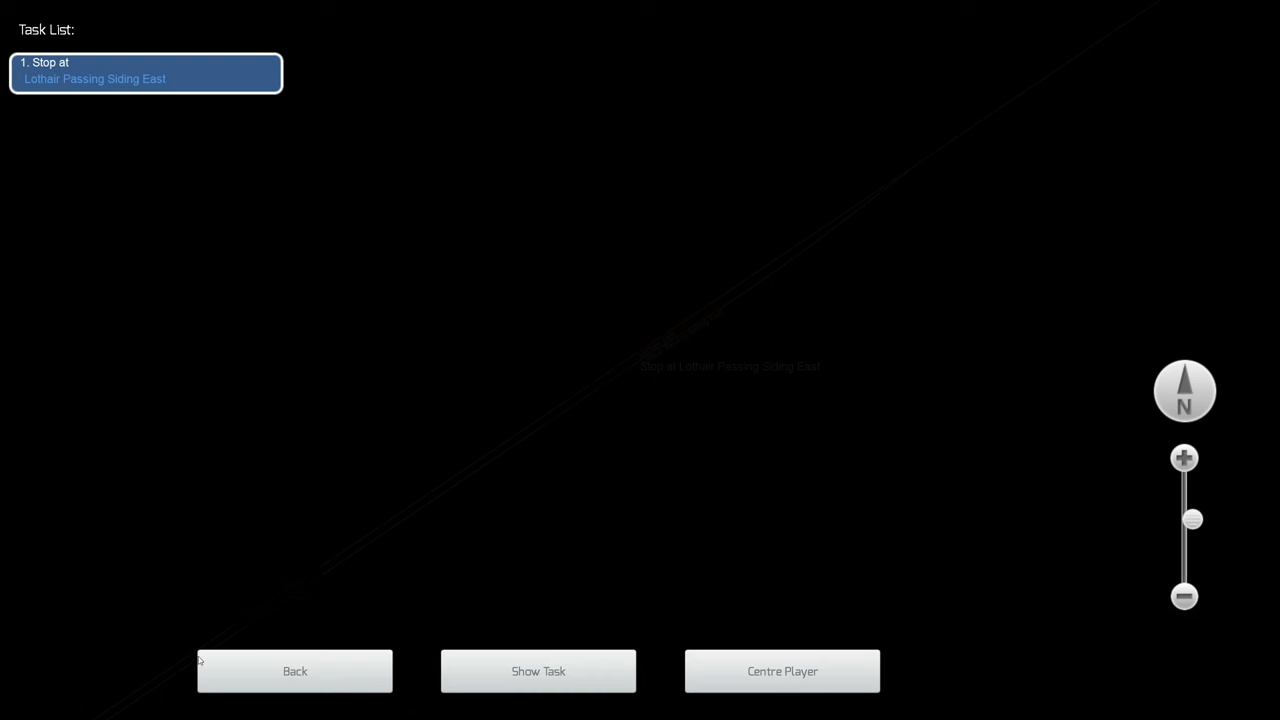 Task List:
1. Stop at
Lothair Passing Siding East
Stop at Lothair Passing Siding East
N
Back
Show Task
Centre Player